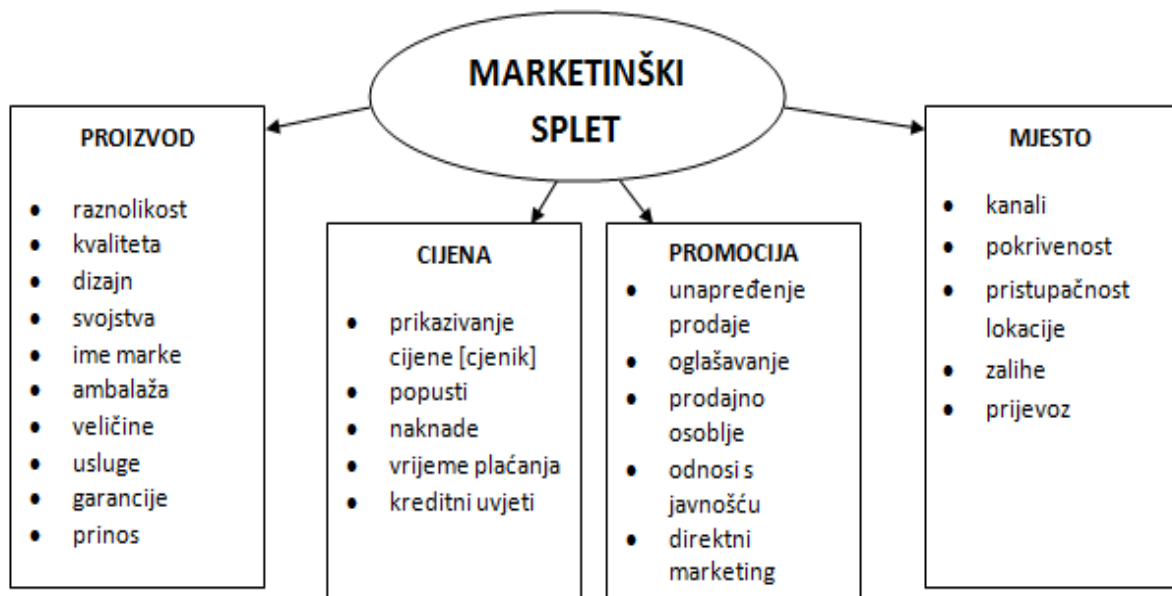 MARKETINŠKI
SPLET
PROIZVOD
• raznolikost
• kvaliteta
• dizajn
• svojstva
• ime marke
• ambalaža
• veličine
• usluge
• garancije
• prinos
CIJENA
• prikazivanje
cijene [cjenik]
• popusti
• naknade
• vrijeme plaćanja
• kreditni uvjeti
PROMOCIJA
• unapređenje
prodaje
• oglašavanje
• prodajno
osoblje
• odnosi s
javnošću
• direktni
marketing
MJESTO
• kanali
• pokrivenost
• pristupačnost
lokacije
• zalihe
• prijevoz